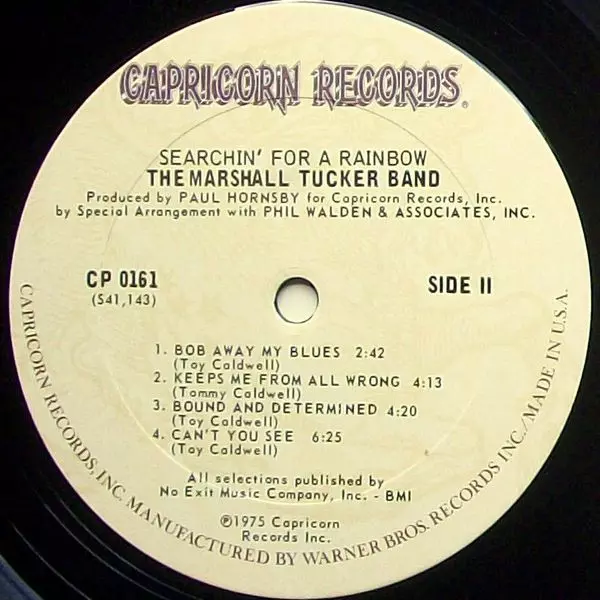 CAPRICORN RECORDS®
SEARCHIN' FOR A RAINBOW
THE MARSHALL TUCKER BAND
Produced by PAUL HORNSBY for Capricorn Records, Inc.
by Special Arrangement with PHIL WALDEN & ASSOCIATES, INC.
CP 0161
(S41,143)
SIDE II
1. BOB AWAY MY BLUES 2:42
(Toy Caldwell)
2. KEEPS ME FROM ALL WRONG 4:13
(Tommy Caldwell)
3. BOUND AND DETERMINED 4:20
(Toy Caldwell)
4. CAN'T YOU SEE 6:25
(Toy Caldwell)
All selections published by
No Exit Music Company, Inc. - BMI
℗1975 Capricorn
Records Inc.
CAPRICORN RECORDS, INC. MANUFACTURED BY WARNER BROS. RECORDS INC./MADE IN U.S.A.